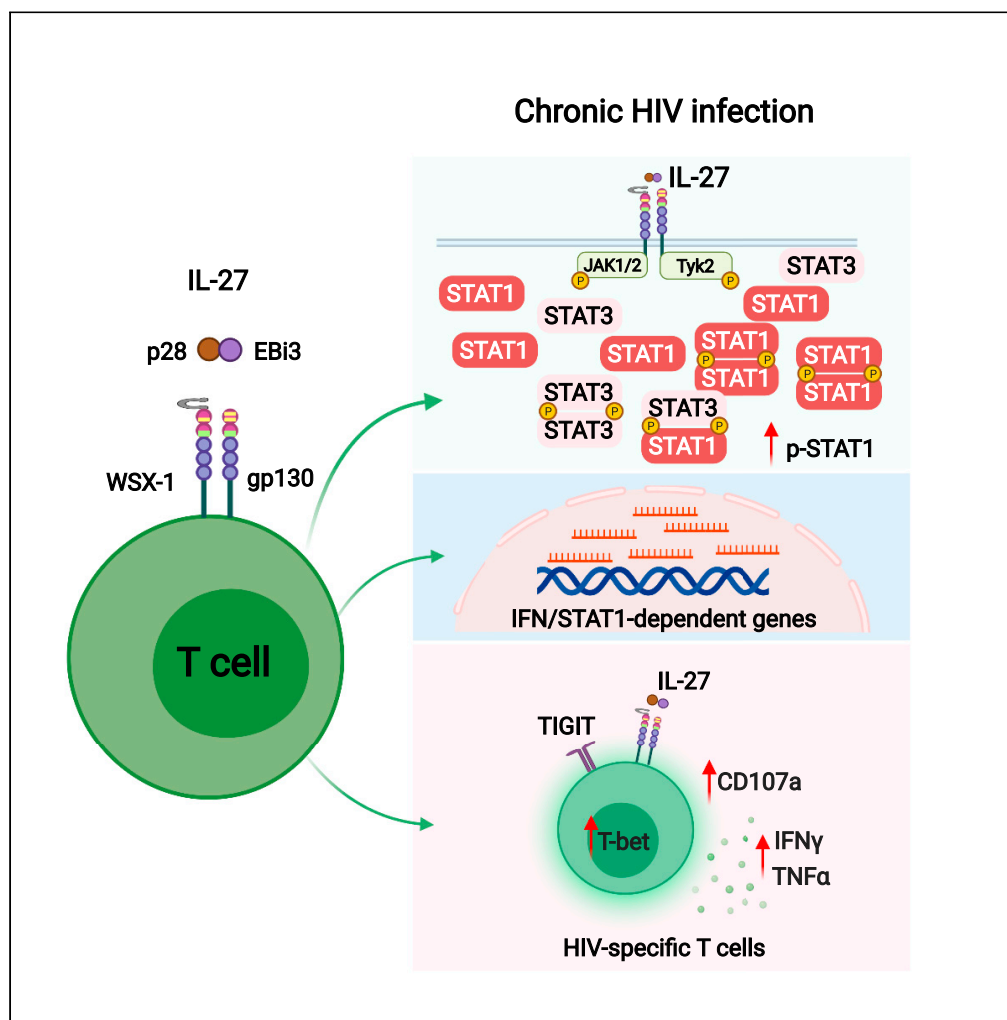 Chronic HIV infection
IL-27
p28
EBi3
WSX-1
gp130
T cell
IL-27
JAK1/2
Tyk2
P
P
STAT3
STAT1
STAT1
STAT3
STAT1
STAT1
STAT1
P
P
STAT1
STAT1
P
P
STAT1
STAT3
P
P
STAT3
STAT3
P
P
STAT1
p-STAT1
IFN/STAT1-dependent genes
IL-27
TIGIT
CD107a
T-bet
IFNγ
TNFα
HIV-specific T cells